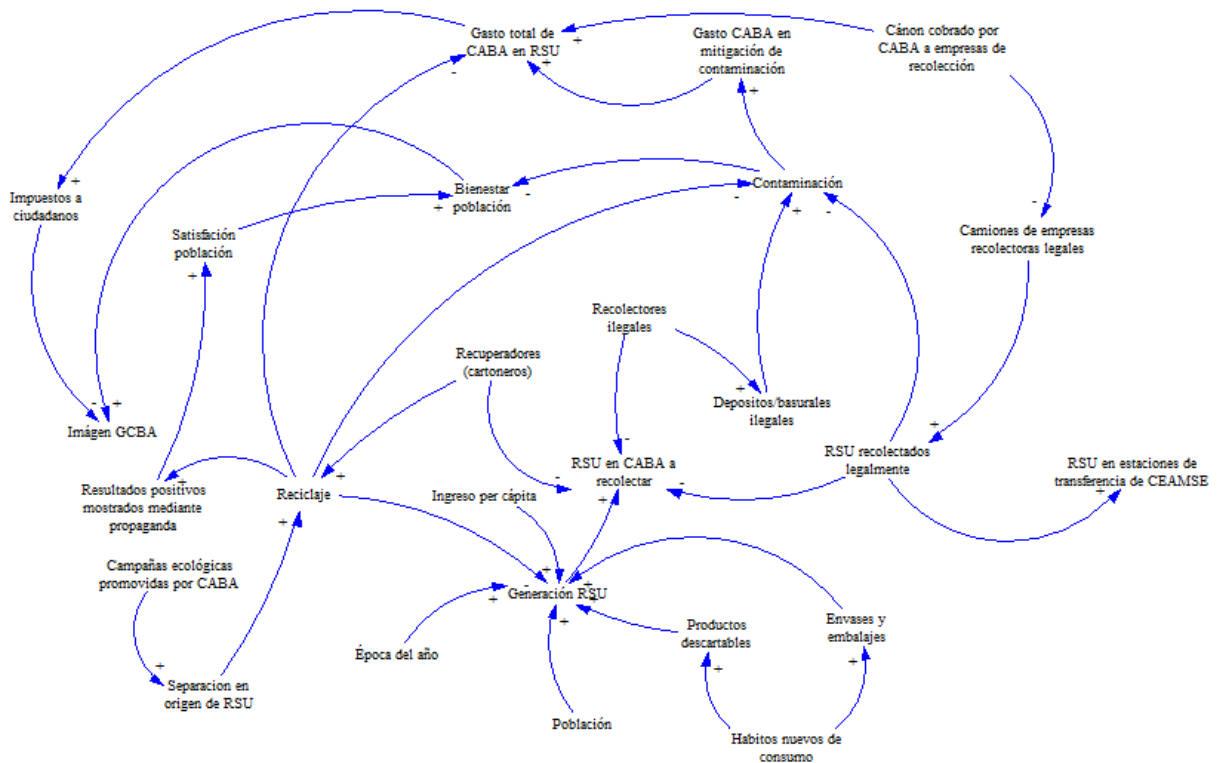 Gasto total de
CABA en RSU
Gasto CABA en
mitigación de
contaminación
Cánon cobrado por
CABA a empresas de
recolección
+
+
-
+
+
Impuestos a
ciudadanos
+
Bienestar
población
-
+
Contaminación
-
+
-
Satisfación
población
+
-
Camiones de empresas
recolectoras legales
Recolectores
ilegales
Recuperadores
(cartoneros)
+
Depositos/basurales
ilegales
-
+
Imágen GCBA
-
+
RSU recolectados
legalmente
RSU en CABA a
recolectar
-
+
-
RSU en estaciones de
transferencia de CEAMSE
+
+
Resultados positivos
mostrados mediante
propaganda
+
Reciclaje
+
Ingreso per cápita
Campañas ecológicas
promovidas por CABA
+
-
+
+
+
+
+
Generación RSU
Productos
descartables
+
Envases y
embalajes
+
Época del año
+
Separacion en
origen de RSU
Población
Habitos nuevos de
consumo